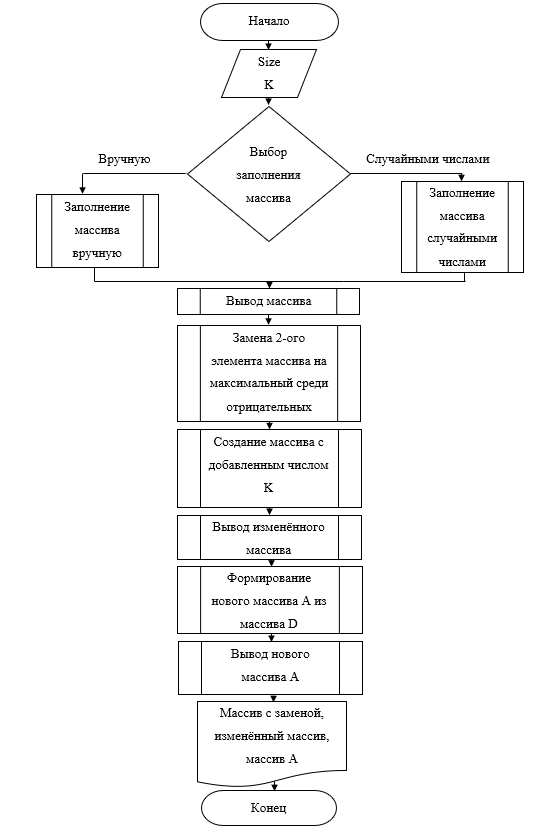 Начало
Size
K
Выбор
заполнения
массива
Вручную
Случайными числами
Заполнение
массива
вручную
Заполнение
массива
случайными
числами
Вывод массива
Замена 2-ого
элемента массива на
максимальный среди
отрицательных
Создание массива с
добавленным числом
K
Вывод изменённого
массива
Формирование
нового массива А из
массива D
Вывод нового
массива А
Массив с заменой,
изменённый массив,
массив А
Конец